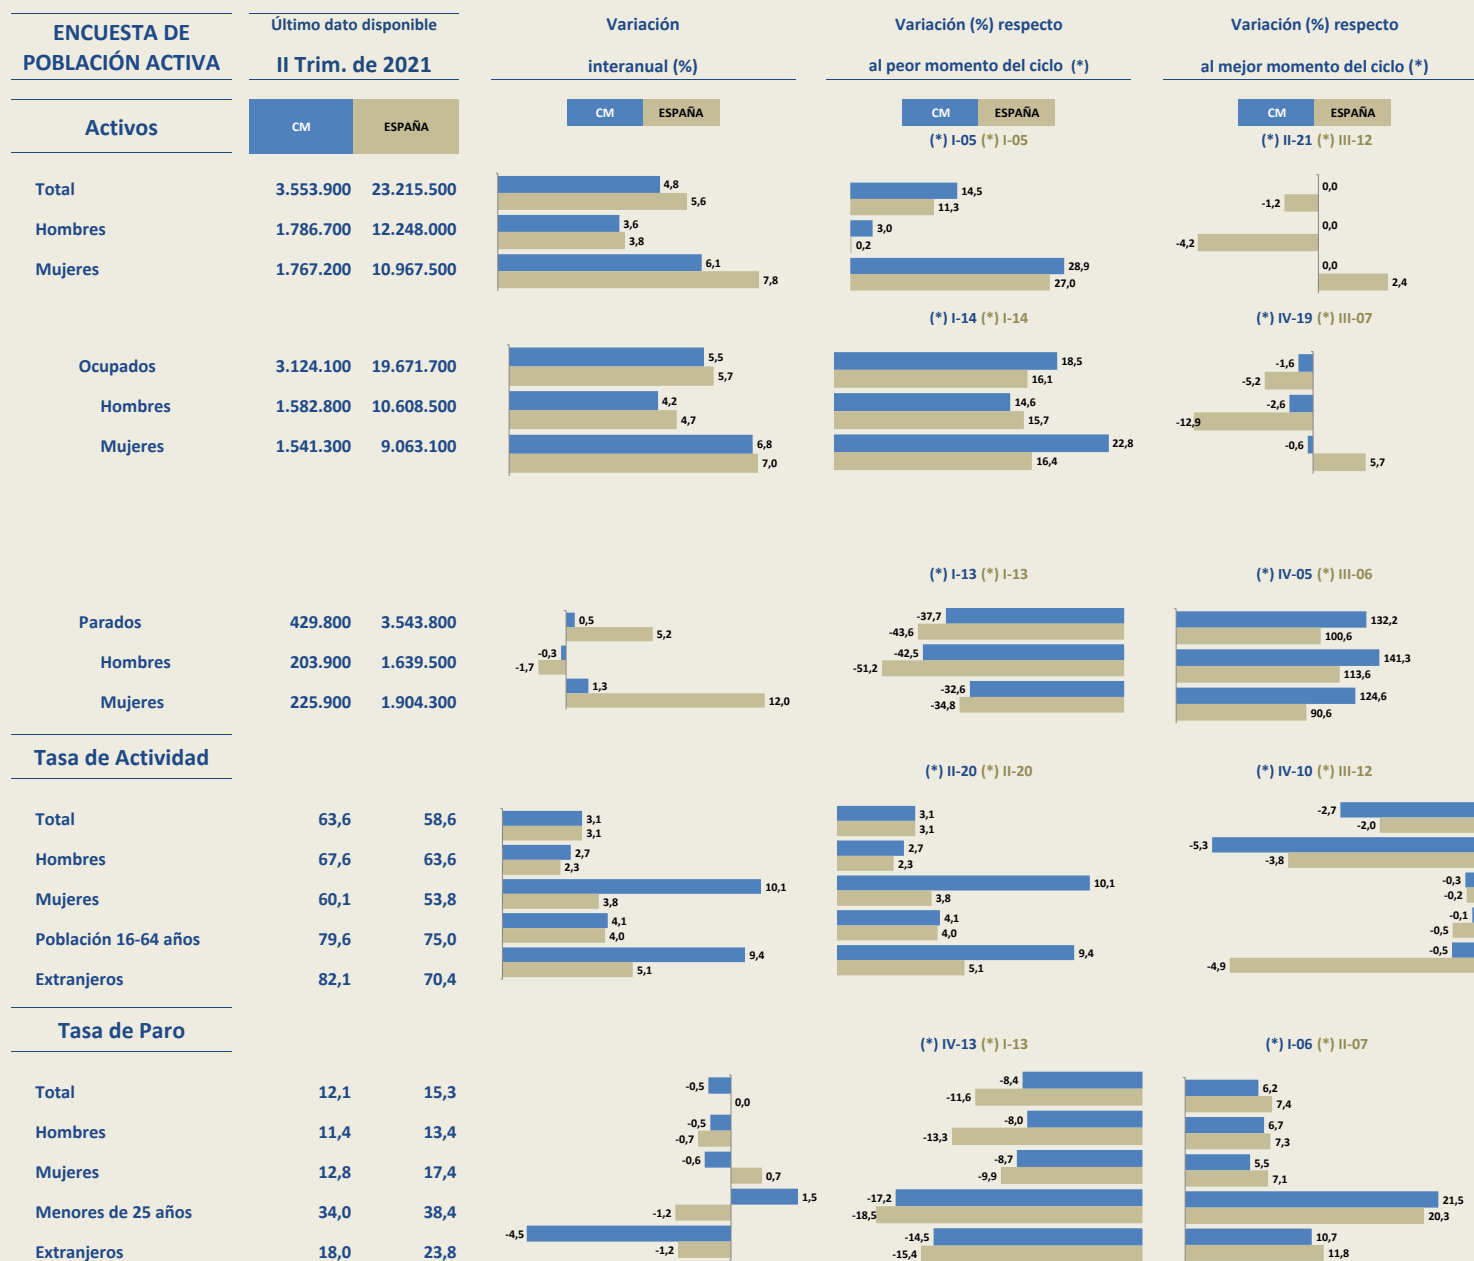 ENCUESTA DE
POBLACIÓN ACTIVA
Último dato disponible
II Trim. de 2021
Variación
interanual (%)
Variación (%) respecto
al peor momento del ciclo (*)
Variación (%) respecto
al mejor momento del ciclo (*)
Activos
CM ESPAÑA
CM ESPAÑA
CM ESPAÑA
(*) I-05 (*) I-05
CM ESPAÑA
(*) II-21 (*) III-12
Total 3.553.900 23.215.500
4,8
5,6
14,5
11,3
0,0
-1,2
Hombres 1.786.700 12.248.000
3,6
3,8
3,0
0,2
0,0
-4,2
Mujeres 1.767.200 10.967.500
6,1
7,8
28,9
27,0
0,0
2,4
(*) I-14 (*) I-14
(*) IV-19 (*) III-07
Ocupados 3.124.100 19.671.700
5,5
5,7
18,5
16,1
-1,6
-5,2
Hombres 1.582.800 10.608.500
4,2
4,7
14,6
15,7
-2,6
-12,9
Mujeres 1.541.300 9.063.100
6,8
7,0
22,8
16,4
-0,6
5,7
(*) I-13 (*) I-13
(*) IV-05 (*) III-06
Parados 429.800 3.543.800
0,5
5,2
-37,7
-43,6
132,2
100,6
Hombres 203.900 1.639.500
-0,3
-1,7
-42,5
-51,2
141,3
113,6
Mujeres 225.900 1.904.300
1,3
12,0
-32,6
-34,8
124,6
90,6
Tasa de Actividad
(*) II-20 (*) II-20
(*) IV-10 (*) III-12
Total 63,6 58,6
3,1
3,1
3,1
3,1
-2,7
-2,0
Hombres 67,6 63,6
2,7
2,3
2,7
2,3
-5,3
-3,8
Mujeres 60,1 53,8
10,1
3,8
10,1
3,8
-0,3
-0,2
Población 16-64 años 79,6 75,0
4,1
4,0
4,1
4,0
-0,1
-0,5
Extranjeros 82,1 70,4
9,4
5,1
9,4
5,1
-0,5
-4,9
Tasa de Paro
(*) IV-13 (*) I-13
(*) I-06 (*) II-07
Total 12,1 15,3
-0,5
0,0
-8,4
-11,6
6,2
7,4
Hombres 11,4 13,4
-0,5
-0,7
-8,0
-13,3
6,7
7,3
Mujeres 12,8 17,4
-0,6
0,7
-8,7
-9,9
5,5
7,1
Menores de 25 años 34,0 38,4
1,5
-1,2
-17,2
-18,5
21,5
20,3
Extranjeros 18,0 23,8
-4,5
-1,2
-14,5
-15,4
10,7
11,8